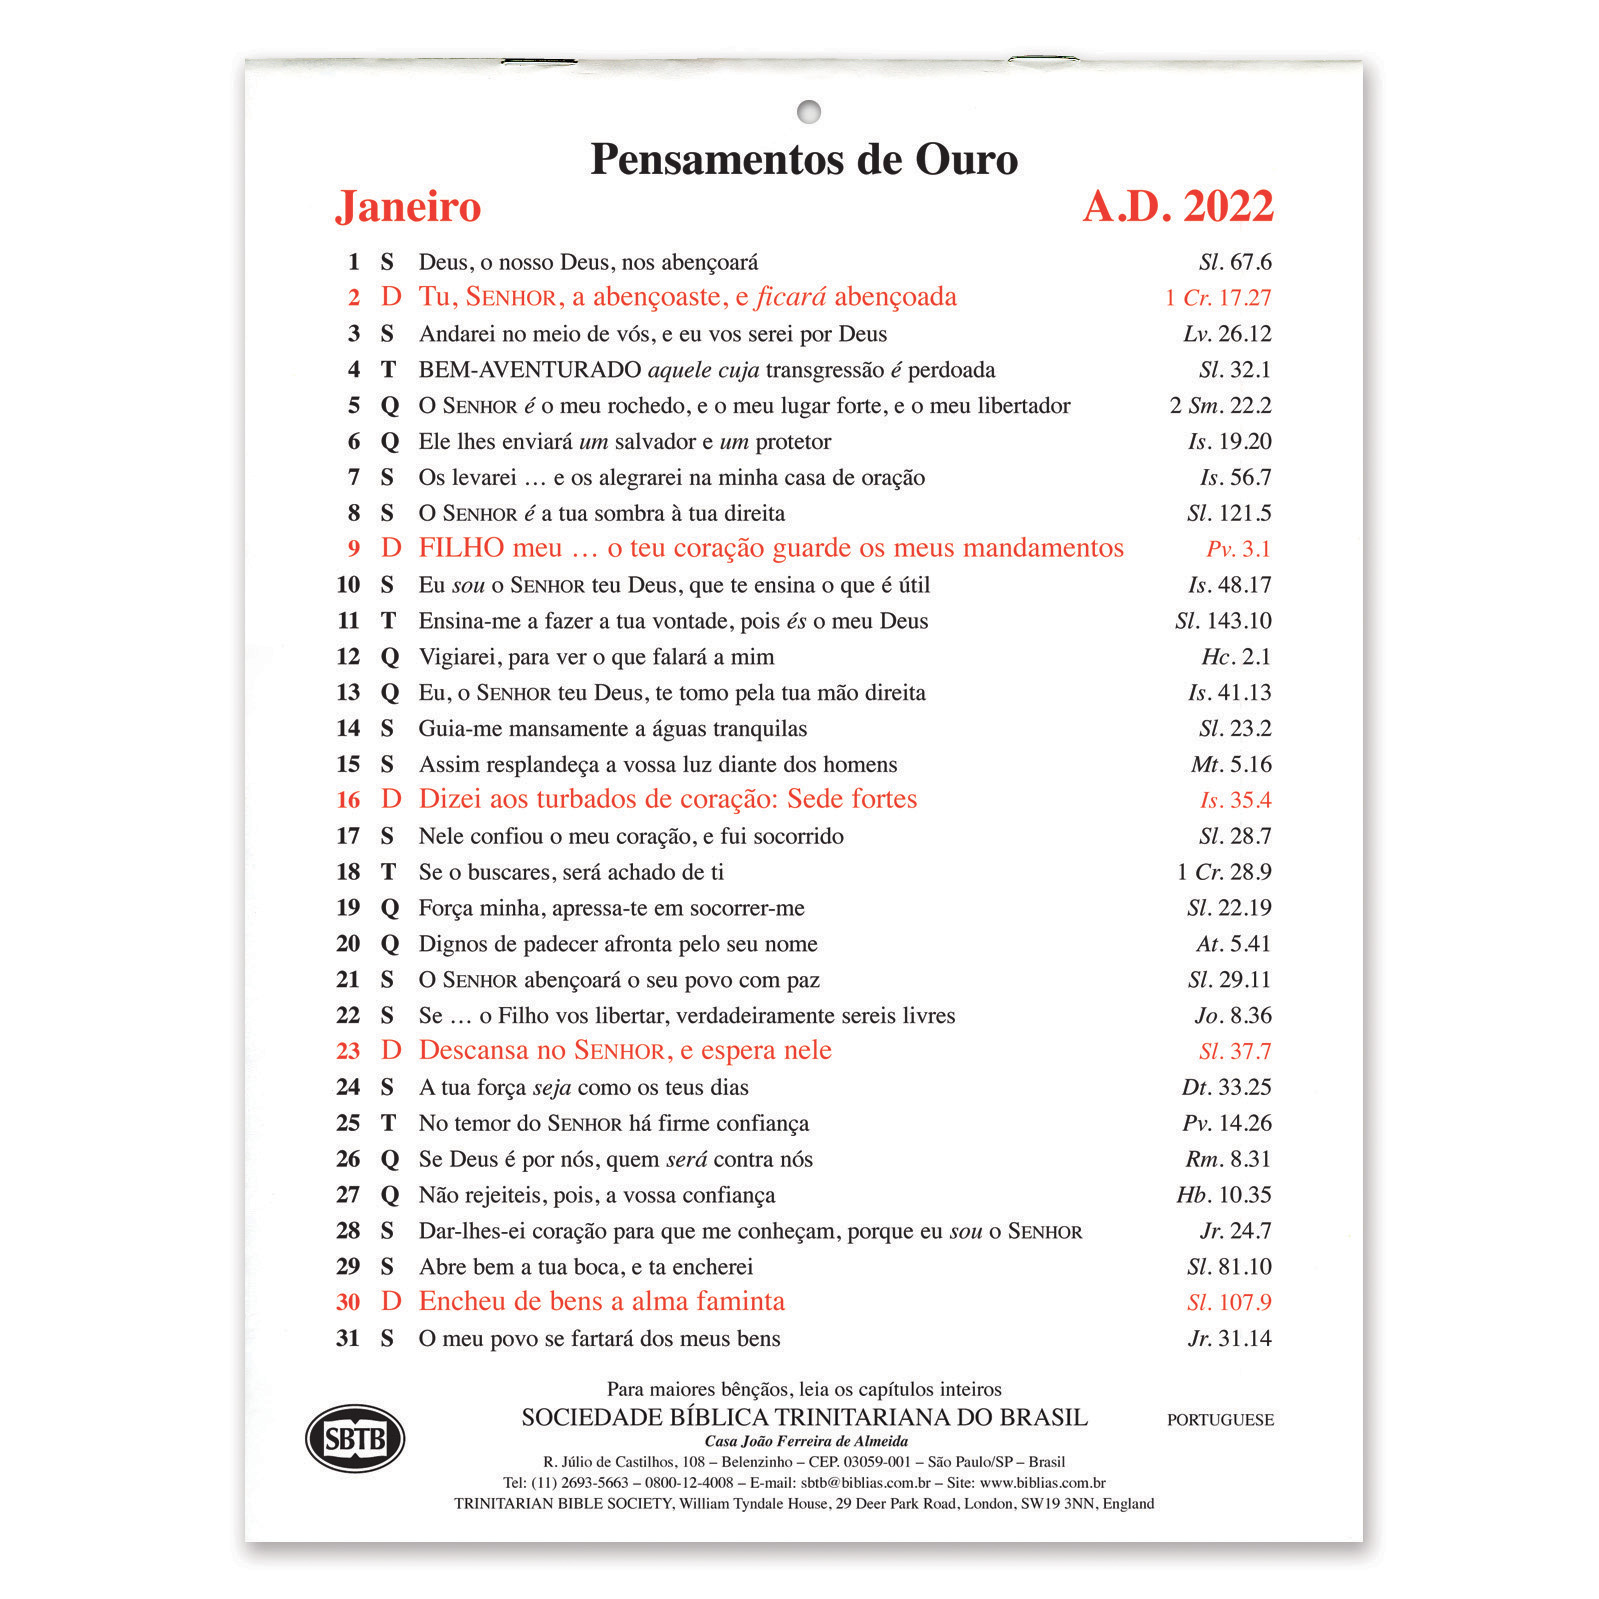 Pensamentos de Ouro
Janeiro A.D. 2022
1 S Deus, o nosso Deus, nos abençoará Sl. 67.6
2 D Tu, SENHOR, a abençoaste, e ficará abençoada 1 Cr. 17.27
3 S Andarei no meio de vós, e eu vos serei por Deus Lv. 26.12
4 T BEM-AVENTURADO aquele cuja transgressão é perdoada Sl. 32.1
5 Q O SENHOR é o meu rochedo, e o meu lugar forte, e o meu libertador 2 Sm. 22.2
6 Q Ele lhes enviará um salvador e um protetor Is. 19.20
7 S Os levarei … e os alegrarei na minha casa de oração Is. 56.7
8 S O SENHOR é a tua sombra à tua direita Sl. 121.5
9 D FILHO meu … o teu coração guarde os meus mandamentos Pv. 3.1
10 S Eu sou o SENHOR teu Deus, que te ensina o que é útil Is. 48.17
11 T Ensina-me a fazer a tua vontade, pois és o meu Deus Sl. 143.10
12 Q Vigiarei, para ver o que falará a mim Hc. 2.1
13 Q Eu, o SENHOR teu Deus, te tomo pela tua mão direita Is. 41.13
14 S Guia-me mansamente a águas tranquilas Sl. 23.2
15 S Assim resplandeça a vossa luz diante dos homens Mt. 5.16
16 D Dizei aos turbados de coração: Sede fortes Is. 35.4
17 S Nele confiou o meu coração, e fui socorrido Sl. 28.7
18 T Se o buscares, será achado de ti 1 Cr. 28.9
19 Q Força minha, apressa-te em socorrer-me Sl. 22.19
20 Q Dignos de padecer afronta pelo seu nome At. 5.41
21 S O SENHOR abençoará o seu povo com paz Sl. 29.11
22 S Se … o Filho vos libertar, verdadeiramente sereis livres Jo. 8.36
23 D Descansa no SENHOR, e espera nele Sl. 37.7
24 S A tua força seja como os teus dias Dt. 33.25
25 T No temor do SENHOR há firme confiança Pv. 14.26
26 Q Se Deus é por nós, quem será contra nós Rm. 8.31
27 Q Não rejeiteis, pois, a vossa confiança Hb. 10.35
28 S Dar-lhes-ei coração para que me conheçam, porque eu sou o SENHOR Jr. 24.7
29 S Abre bem a tua boca, e ta encherei Sl. 81.10
30 D Encheu de bens a alma faminta Sl. 107.9
31 S O meu povo se fartará dos meus bens Jr. 31.14
Para maiores bênçãos, leia os capítulos inteiros
SOCIEDADE BÍBLICA TRINITARIANA DO BRASIL PORTUGUESE
SBTB
Casa João Ferreira de Almeida
R. Júlio de Castilhos, 108 – Belenzinho – CEP. 03059-001 – São Paulo/SP – Brasil
Tel: (11) 2693-5663 – 0800-12-4008 – E-mail: sbtb@biblias.com.br – Site: www.biblias.com.br
TRINITARIAN BIBLE SOCIETY, William Tyndale House, 29 Deer Park Road, London, SW19 3NN, England